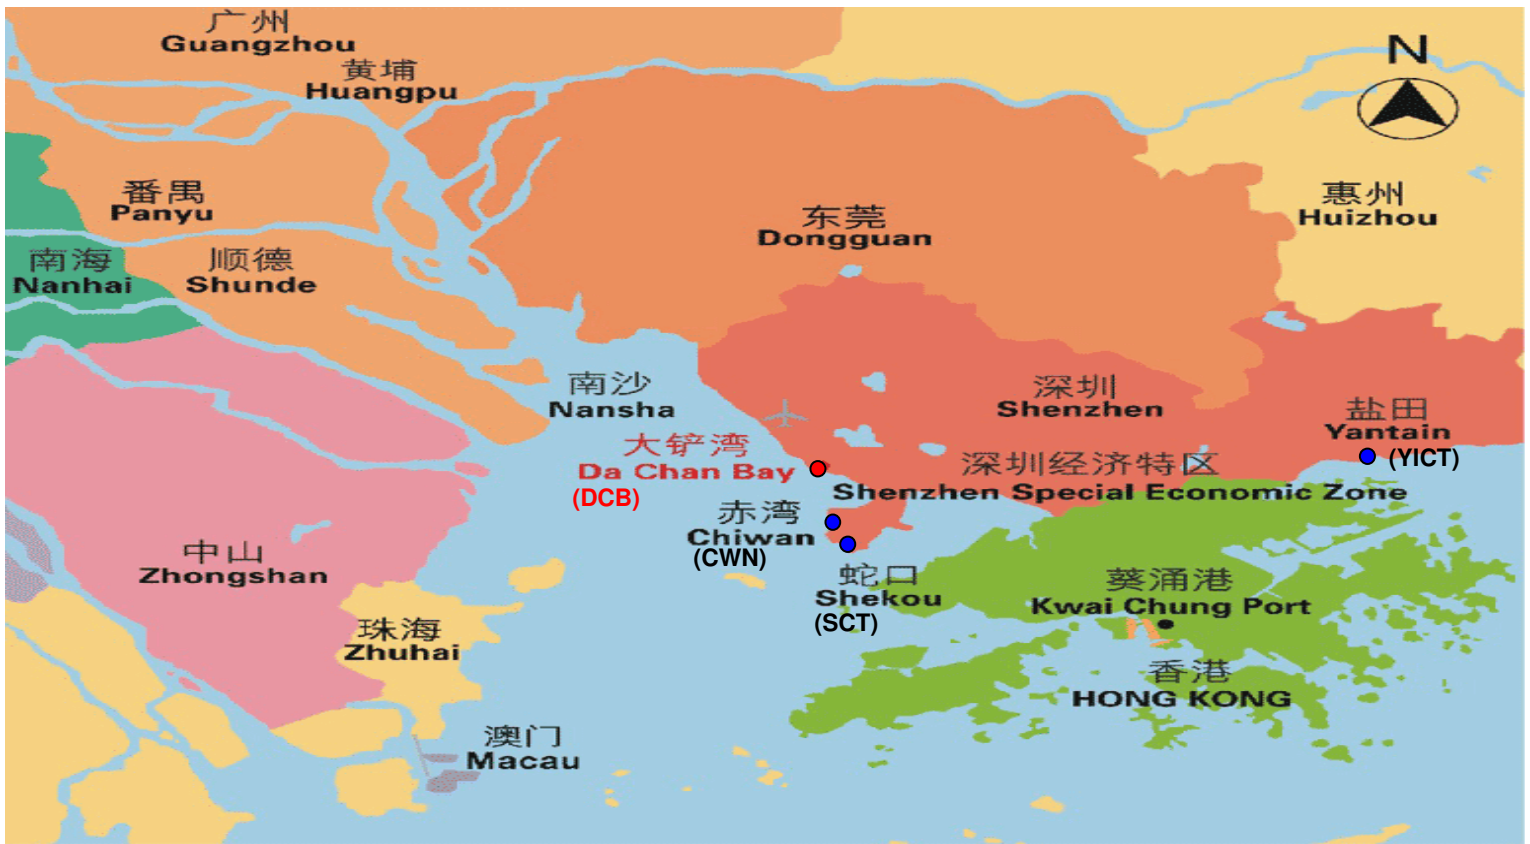 广州
Guangzhou
黄埔
Huangpu
N
番禺
Panyu
东莞
Dongguan
惠州
Huizhou
南海
Nanhai
顺德
Shunde
南沙
Nansha
深圳
Shenzhen
盐田
Yantain
(YICT)
大铲湾
Da Chan Bay
(DCB)
深圳经济特区
Shenzhen Special Economic Zone
赤湾
Chiwan
(CWN)
中山
Zhongshan
蛇口
Shekou
(SCT)
葵涌港
Kwai Chung Port
珠海
Zhuhai
香港
HONG KONG
澳门
Macau